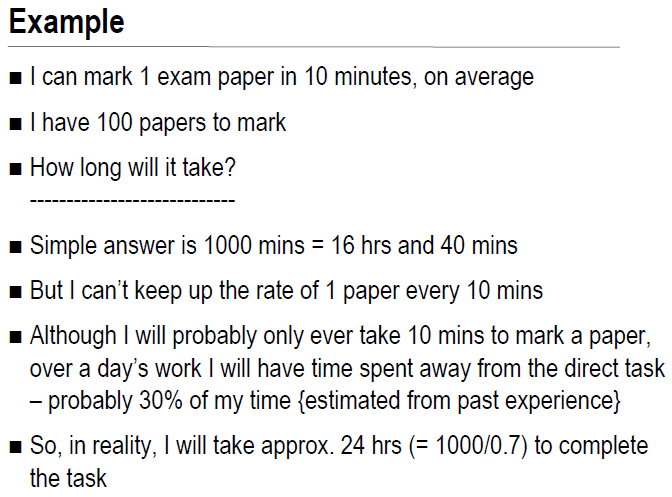 Example
■ I can mark 1 exam paper in 10 minutes, on average
■ I have 100 papers to mark
■ How long will it take?
----------------------------
■ Simple answer is 1000 mins = 16 hrs and 40 mins
■ But I can’t keep up the rate of 1 paper every 10 mins
■ Although I will probably only ever take 10 mins to mark a paper,
over a day’s work I will have time spent away from the direct task
– probably 30% of my time {estimated from past experience}
■ So, in reality, I will take approx. 24 hrs (= 1000/0.7) to complete
the task